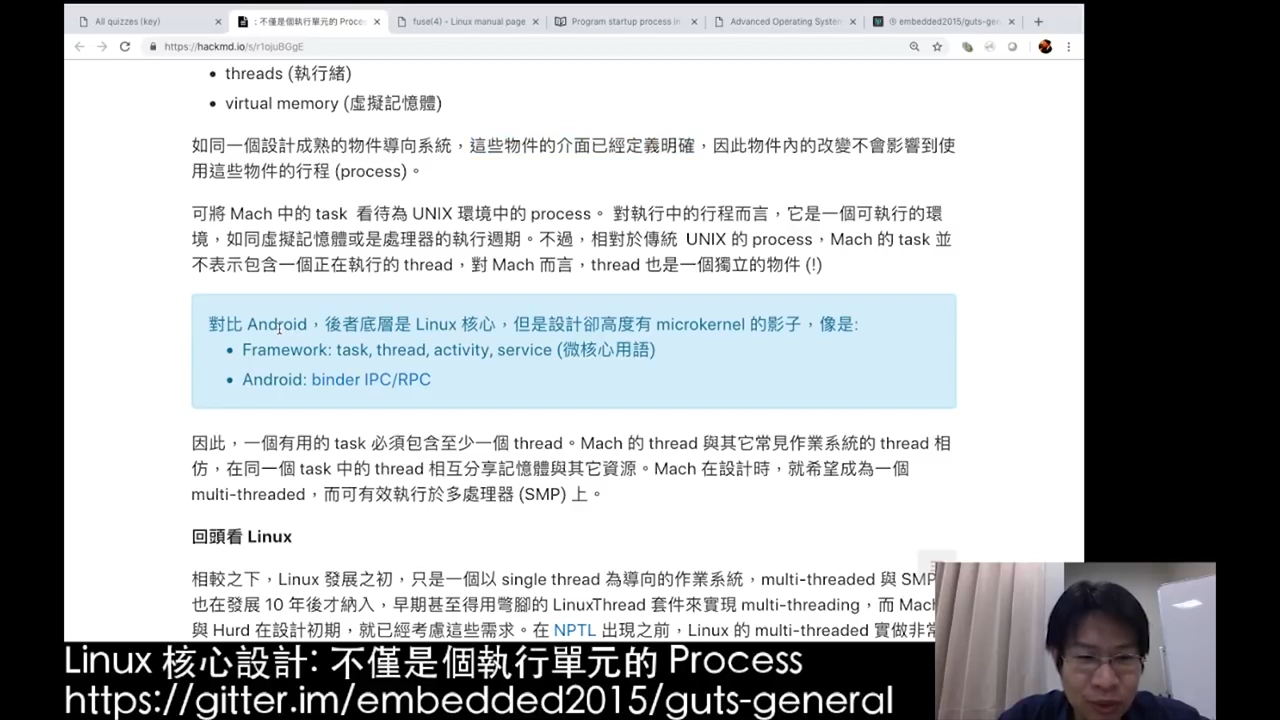 All quizzes (key)
: 不僅是個執行單元的 Proces
fuse(4) - Linux manual page
Program startup process in
Advanced Operating System
embedded2015/guts-gen
https://hackmd.io/s/r1ojuBGgE
threads (執行緒)
virtual memory (虛擬記憶體)
如同一個設計成熟的物件導向系統，這些物件的介面已經定義明確，因此物件內的改變不會影響到使
用這些物件的行程 (process)。
可將 Mach 中的 task 看待為 UNIX 環境中的 process。 對執行中的行程而言，它是一個可執行的環
境，如同虛擬記憶體或是處理器的執行週期。不過，相對於傳統 UNIX 的 process，Mach 的 task 並
不表示包含一個正在執行的 thread，對 Mach 而言，thread 也是一個獨立的物件 (!)
對比 Android，後者底層是 Linux 核心，但是設計卻高度有 microkernel 的影子，像是:
Framework: task, thread, activity, service (微核心用語)
Android: binder IPC/RPC
因此，一個有用的 task 必須包含至少一個 thread。Mach 的 thread 與其它常見作業系統的 thread 相
仿，在同一個 task 中的 thread 相互分享記憶體與其它資源。Mach 在設計時，就希望成為一個
multi-threaded，而可有效執行於多處理器 (SMP) 上。
回頭看 Linux
相較之下，Linux 發展之初，只是一個以 single thread 為導向的作業系統，multi-threaded 與 SMP
也在發展 10 年後才納入，早期甚至得用彆腳的 LinuxThread 套件來實現 multi-threading，而 Mach
與 Hurd 在設計初期，就已經考慮這些需求。在 NPTL 出現之前，Linux 的 multi-threaded 實做非常
Linux 核心設計: 不僅是個執行單元的 Process
https://gitter.im/embedded2015/guts-general